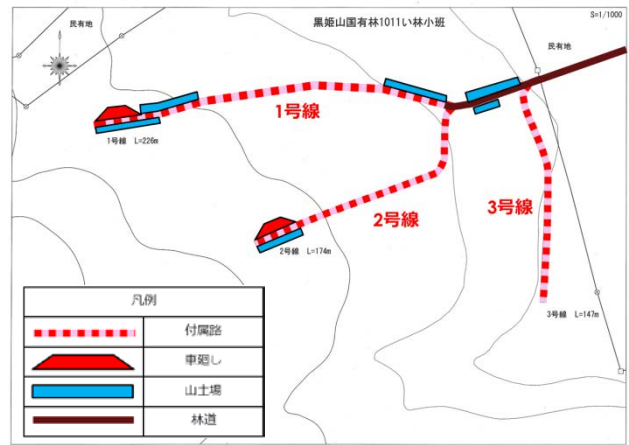 民有地
黒姫山国有林1011い林小班
S=1/1000
民有地
1号線
1号線 L=226m
2号線
3号線
2号線 L=174m
3号線 L=147m
凡例
付属路
車廻し
山土場
林道